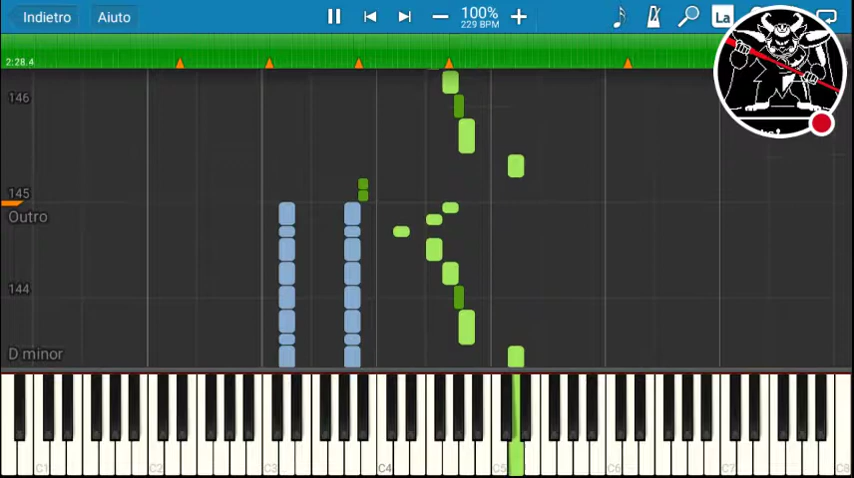 Indietro
Aiuto
100%
229 BPM
La
2:28.4
146
145
Outro
144
D minor
C1 C2 C3 C4 C5 C6 C7 C8